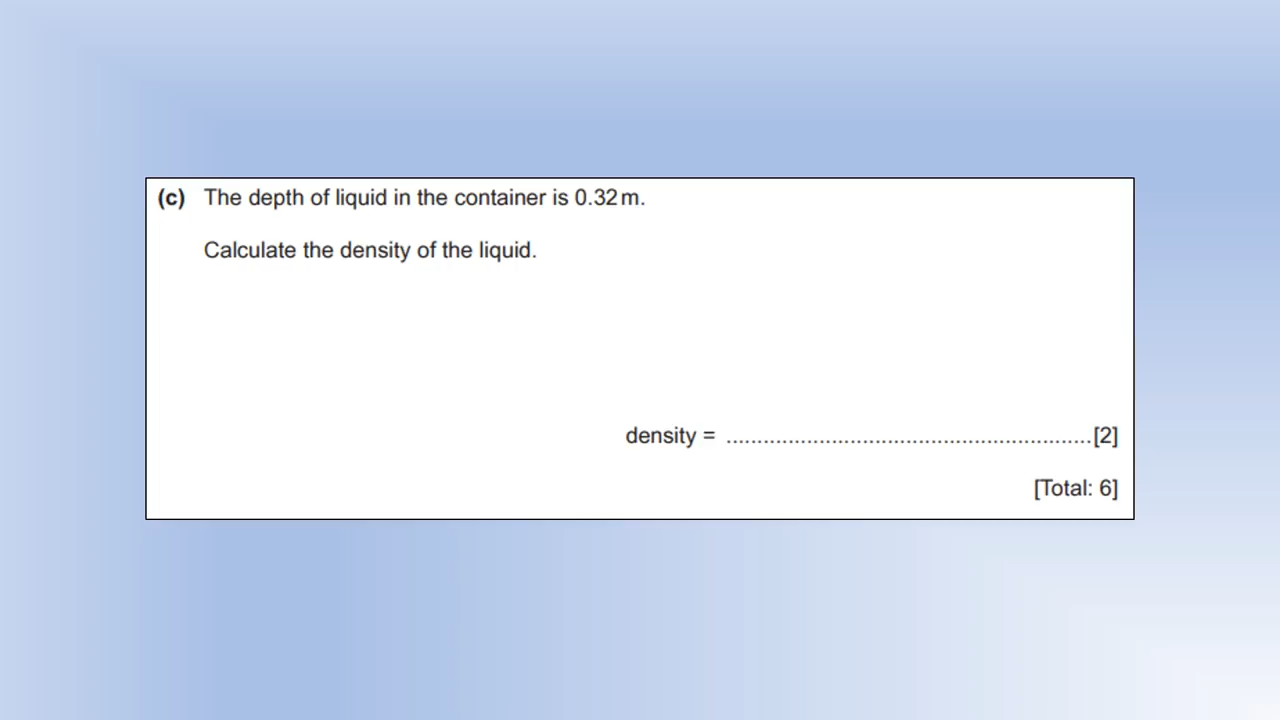 (c) The depth of liquid in the container is 0.32 m.
Calculate the density of the liquid.
density = ...........................................................[2]
[Total: 6]